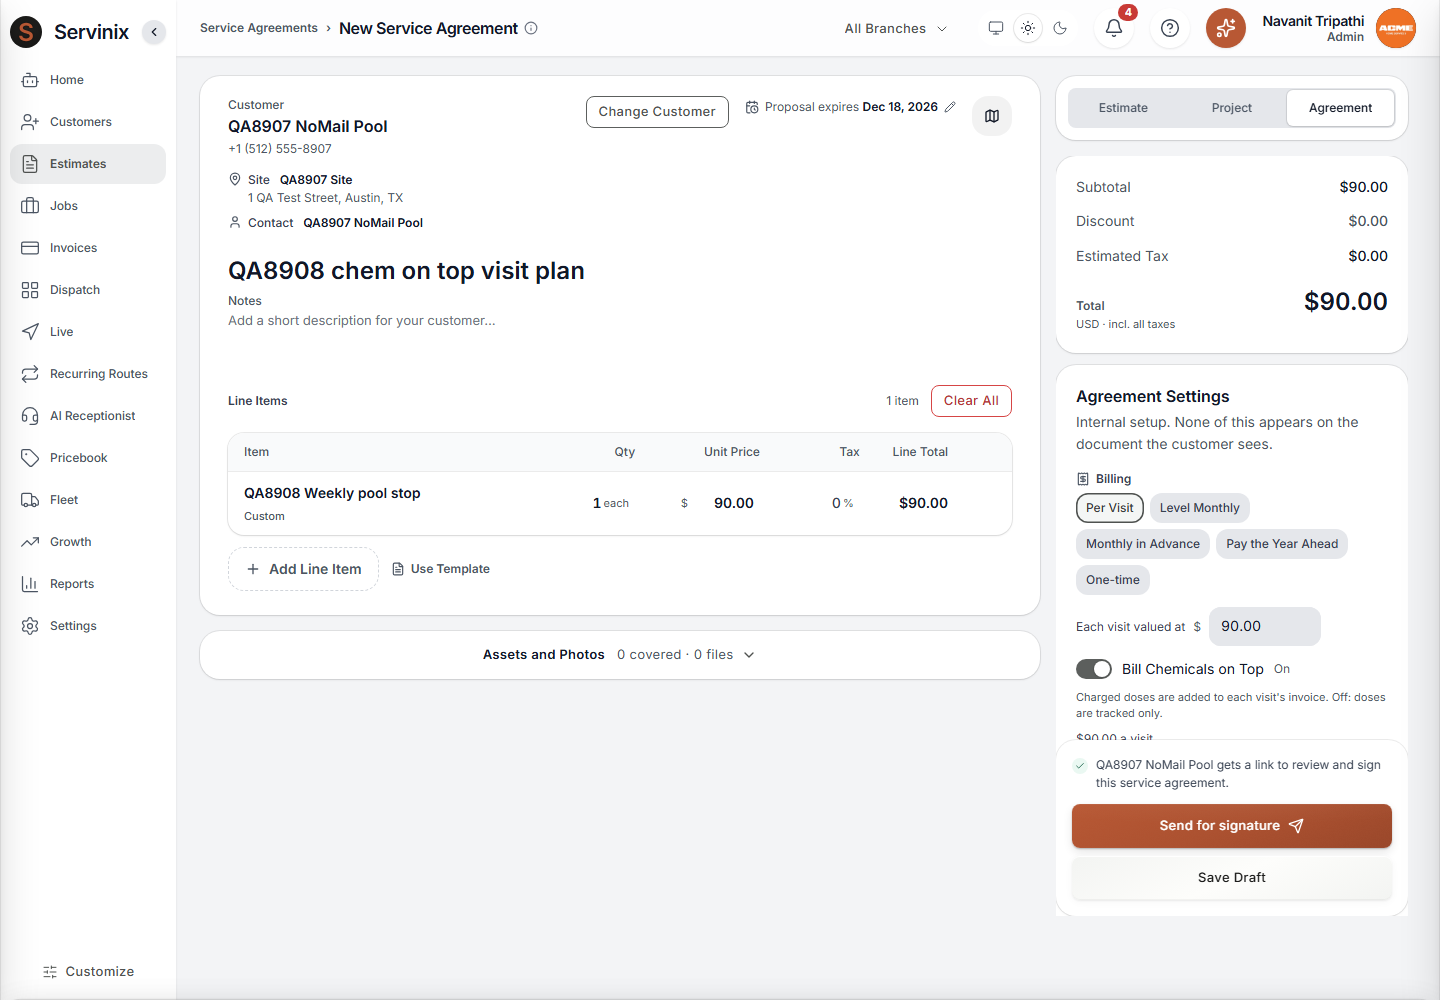 Servinix
Home
Customers
Estimates
Jobs
Invoices
Dispatch
Live
Recurring Routes
AI Receptionist
Pricebook
Fleet
Growth
Reports
Settings
Customize
Service Agreements › New Service Agreement
All Branches
4
Navanit Tripathi
Admin
ACME
Customer
QA8907 NoMail Pool
+1 (512) 555-8907
Change Customer
Proposal expires Dec 18, 2026
Site QA8907 Site
1 QA Test Street, Austin, TX
Contact QA8907 NoMail Pool
QA8908 chem on top visit plan
Notes
Add a short description for your customer...
Line Items
1 item
Clear All
Item Qty Unit Price Tax Line Total
QA8908 Weekly pool stop 1 each $ 90.00 0 % $90.00
Custom
Add Line Item
Use Template
Assets and Photos 0 covered · 0 files
Estimate Project Agreement
Subtotal $90.00
Discount $0.00
Estimated Tax $0.00
Total $90.00
USD · incl. all taxes
Agreement Settings
Internal setup. None of this appears on the
document the customer sees.
Billing
Per Visit Level Monthly
Monthly in Advance Pay the Year Ahead
One-time
Each visit valued at $ 90.00
Bill Chemicals on Top On
Charged doses are added to each visit's invoice. Off: doses
are tracked only.
$90.00 a visit
QA8907 NoMail Pool gets a link to review and sign
this service agreement.
Send for signature
Save Draft